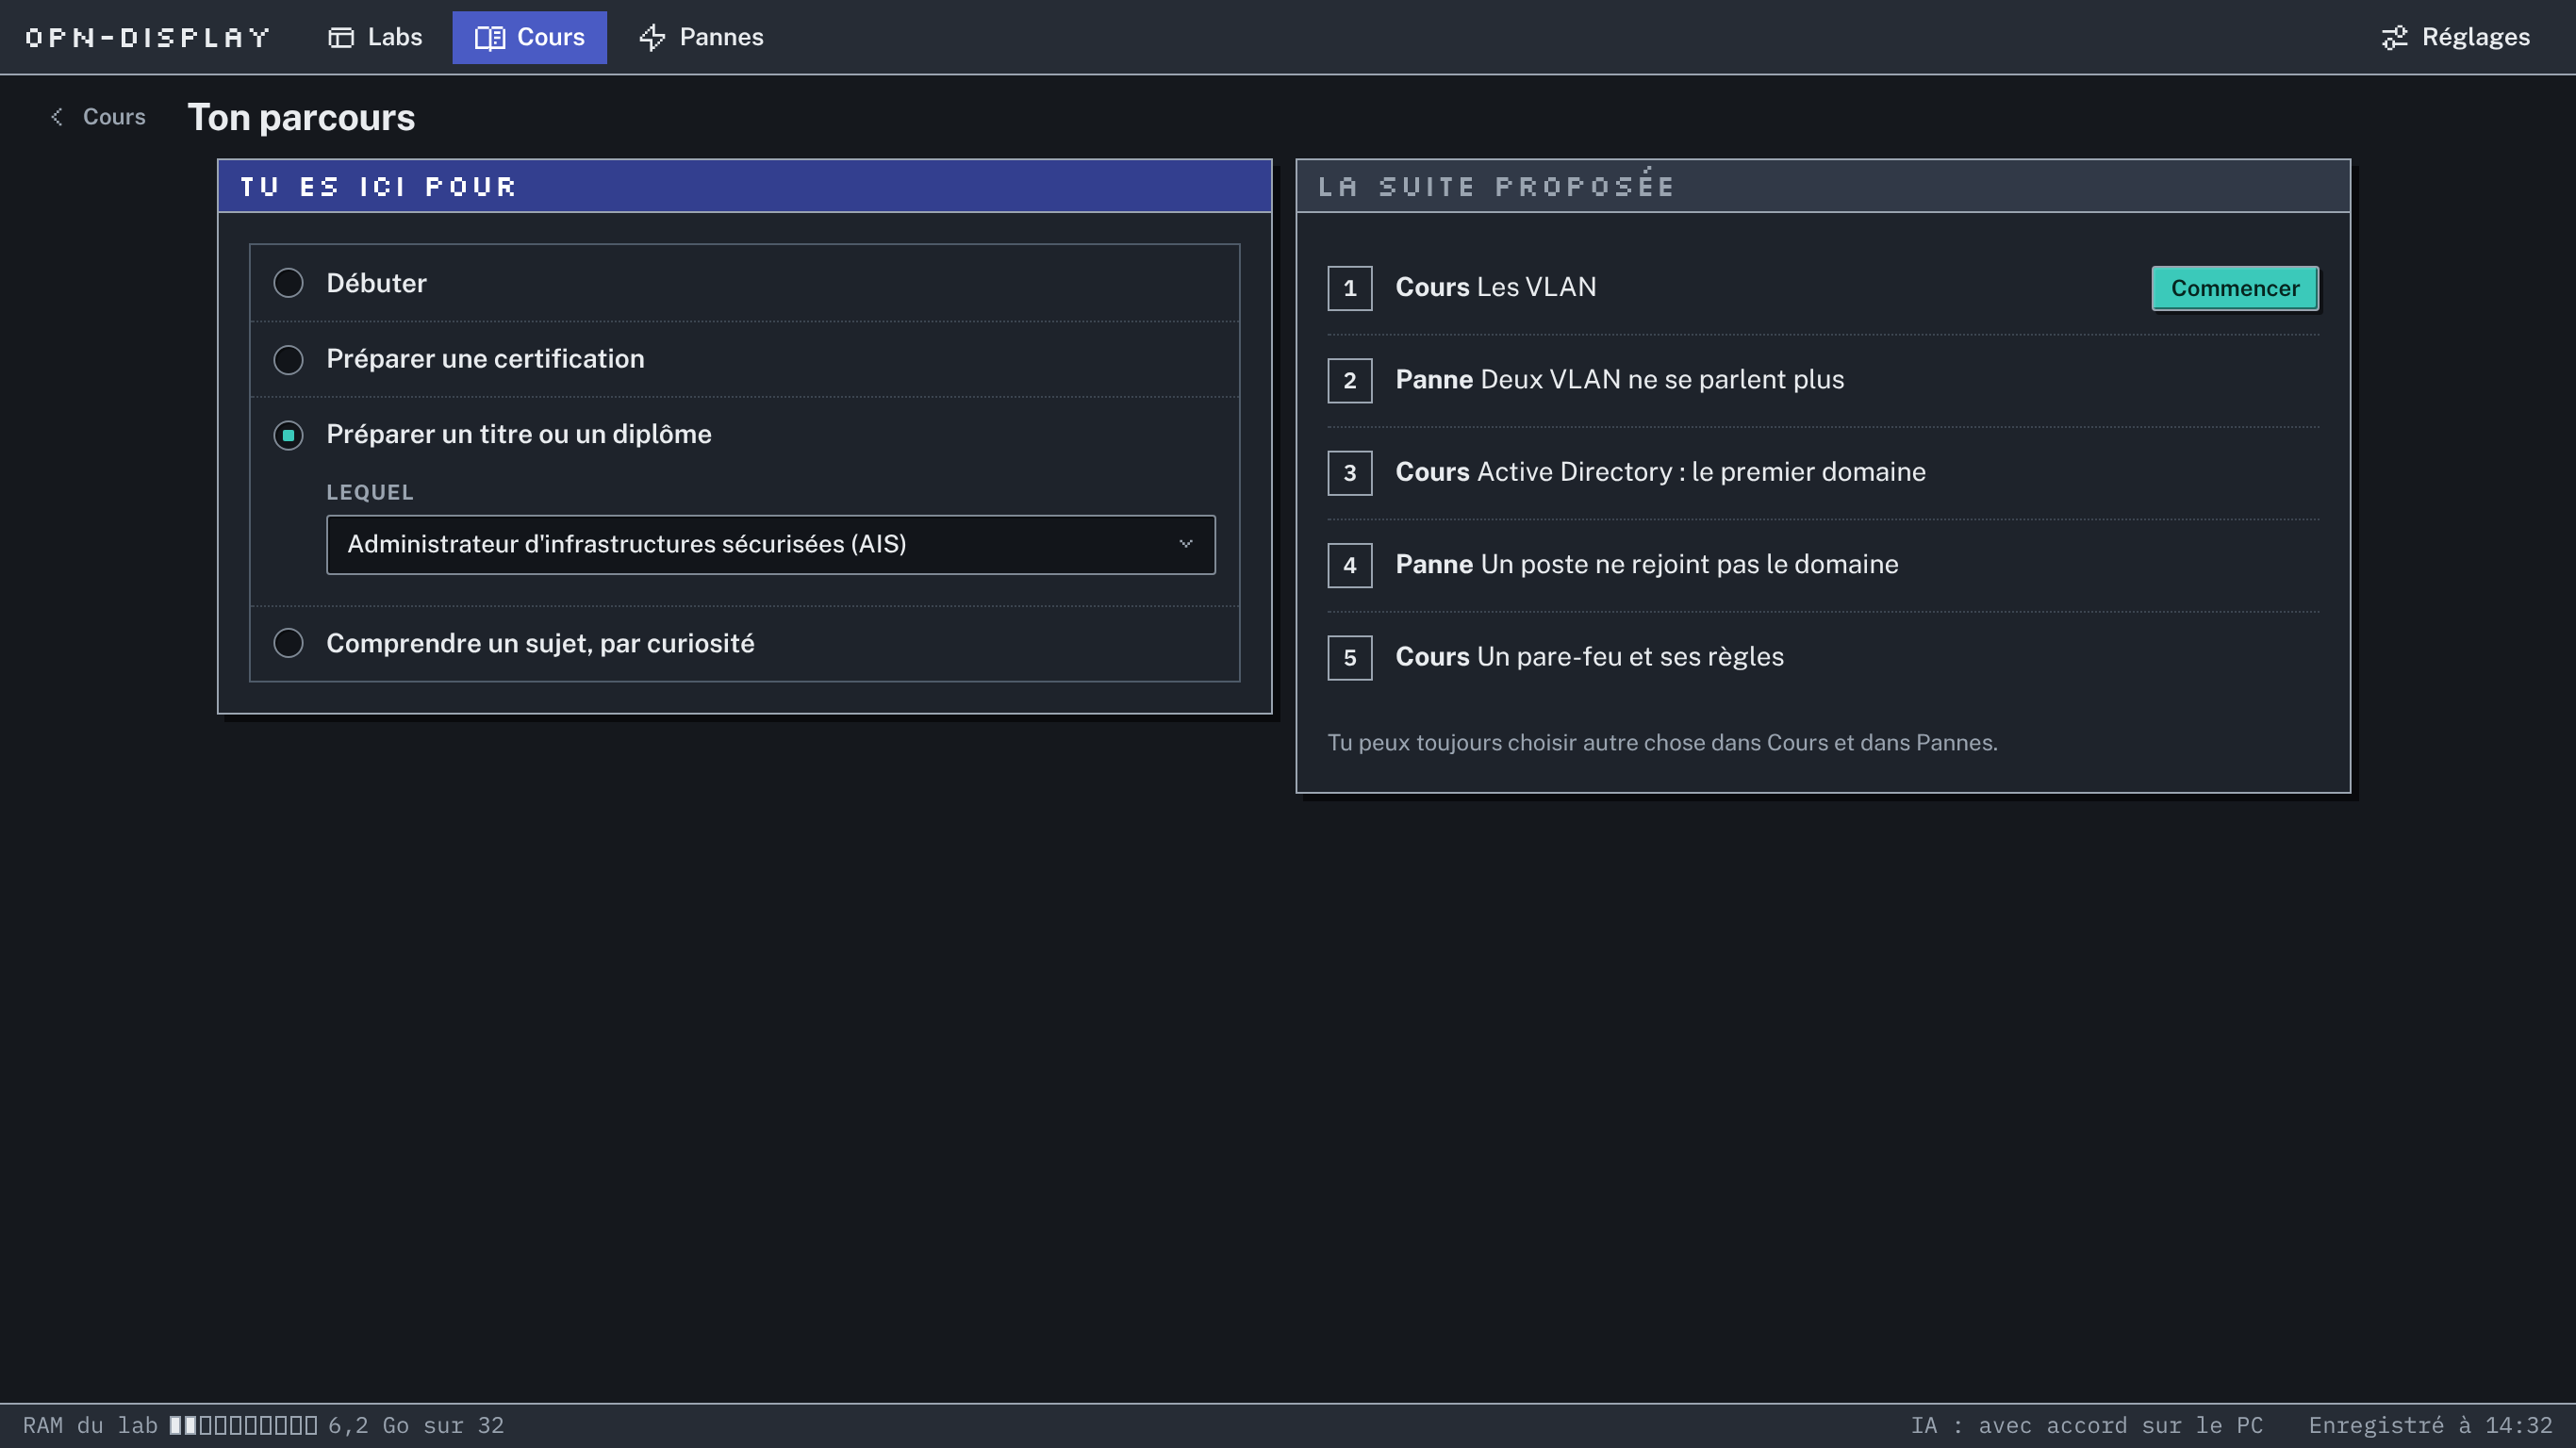 OPN-DISPLAY Labs Cours Pannes Réglages
Cours Ton parcours
TU ES ICI POUR
Débuter
Préparer une certification
Préparer un titre ou un diplôme
LEQUEL
Administrateur d'infrastructures sécurisées (AIS)
Comprendre un sujet, par curiosité
LA SUITE PROPOSÉE
1 Cours Les VLAN Commencer
2 Panne Deux VLAN ne se parlent plus
3 Cours Active Directory : le premier domaine
4 Panne Un poste ne rejoint pas le domaine
5 Cours Un pare-feu et ses règles
Tu peux toujours choisir autre chose dans Cours et dans Pannes.
RAM du lab 6,2 Go sur 32 IA : avec accord sur le PC Enregistré à 14:32